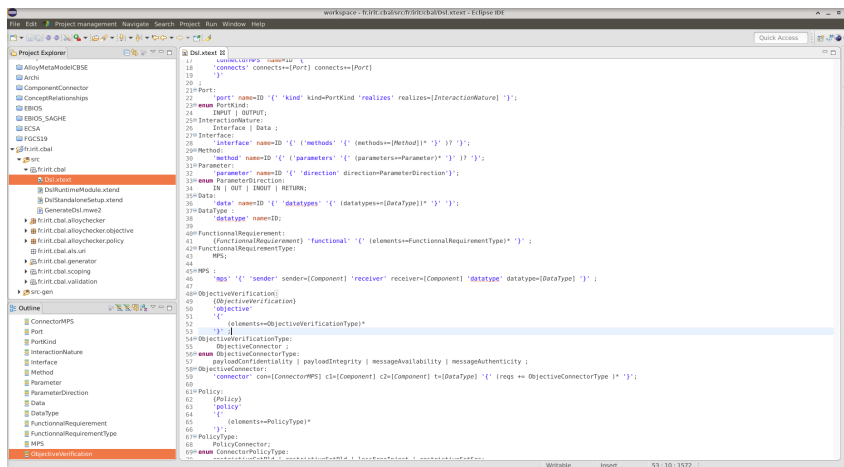 workspace - fr.irit.cbal/src/fr/irit/cbal/Dsl.xtext - Eclipse IDE
File Edit Project management Navigate Search Project Run Window Help
Quick Access
Project Explorer
AlloyMetaModelCBSE
Archi
ComponentConnector
ConceptRelationships
EBIOS
EBIOS_SAGHE
ECSA
FGCS19
fr.irit.cbal
src
fr.irit.cbal
Dsl.xtext
DslRuntimeModule.xtend
DslStandaloneSetup.xtend
GenerateDsl.mwe2
fr.irit.cbal.alloychecker
fr.irit.cbal.alloychecker.objective
fr.irit.cbal.alloychecker.policy
fr.irit.cbal.als.uri
fr.irit.cbal.generator
fr.irit.cbal.scoping
fr.irit.cbal.validation
src-gen
Outline
ConnectorMPS
Port
PortKind
InteractionNature
Interface
Method
Parameter
ParameterDirection
Data
DataType
FunctionnalRequierement
FunctionnalRequirementType
MPS
ObjectiveVerification
Dsl.xtext
17 'connectorMPS' name=ID '{'
18 'connects' connects+=[Port] connects+=[Port]
19 '}'
20 ;
21 Port:
22 'port' name=ID '{' 'kind' kind=PortKind 'realizes' realizes=[InteractionNature] '}';
23 enum PortKind:
24 INPUT | OUTPUT;
25 InteractionNature:
26 Interface | Data ;
27 Interface:
28 'interface' name=ID '{' ('methods' '{' (methods+=[Method])* '}' )? '}';
29 Method:
30 'method' name=ID '{' ('parameters' '{' (parameters+=Parameter)* '}' )? '}';
31 Parameter:
32 'parameter' name=ID '{' 'direction' direction=ParameterDirection'}';
33 enum ParameterDirection:
34 IN | OUT | INOUT | RETURN;
35 Data:
36 'data' name=ID '{' 'datatypes' '{' (datatypes+=[DataType])* '}' '}';
37 DataType :
38 'datatype' name=ID;
39
40 FunctionnalRequierement:
41 {FunctionnalRequierement} 'functional' '{' (elements+=FunctionnalRequirementType)* '}' ;
42 FunctionnalRequirementType:
43 MPS;
44
45 MPS :
46 'mps' '{' 'sender' sender=[Component] 'receiver' receiver=[Component] 'datatype' datatype=[DataType] '}' ;
47
48 ObjectiveVerification:
49 {ObjectiveVerification}
50 'objective'
51 '{'
52 (elements+=ObjectiveVerificationType)*
53 '}' ;
54 ObjectiveVerificationType:
55 ObjectiveConnector ;
56 enum ObjectiveConnectorType:
57 payloadConfidentiality | payloadIntegrity | messageAvailability | messageAuthenticity ;
58 ObjectiveConnector:
59 'connector' con=[ConnectorMPS] c1=[Component] c2=[Component] t=[DataType] '{' (reqs += ObjectiveConnectorType )* '}';
60
61 Policy:
62 {Policy}
63 'policy'
64 '{'
65 (elements+=PolicyType)*
66 '}';
67 PolicyType:
68 PolicyConnector;
69 enum ConnectorPolicyType:
Writable Insert 53 : 10 : 1572